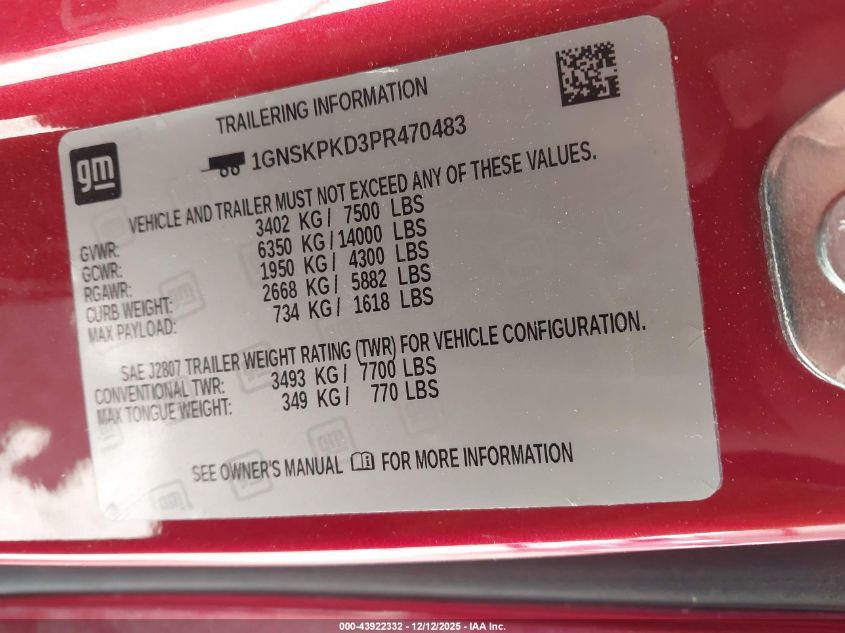 TRAILERING INFORMATION
gm
1GNSKPKD3PR470483
VEHICLE AND TRAILER MUST NOT EXCEED ANY OF THESE VALUES.
GVWR: 3402 KG/ 7500 LBS
GCWR: 6350 KG/14000 LBS
RGAWR: 1950 KG/ 4300 LBS
CURB WEIGHT: 2668 KG/ 5882 LBS
MAX PAYLOAD: 734 KG/ 1618 LBS
SAE J2807 TRAILER WEIGHT RATING (TWR) FOR VEHICLE CONFIGURATION.
CONVENTIONAL TWR: 3493 KG/ 7700 LBS
MAX TONGUE WEIGHT: 349 KG/ 770 LBS
SEE OWNER'S MANUAL FOR MORE INFORMATION
000-43922332 - 12/12/2025 - IAA Inc.